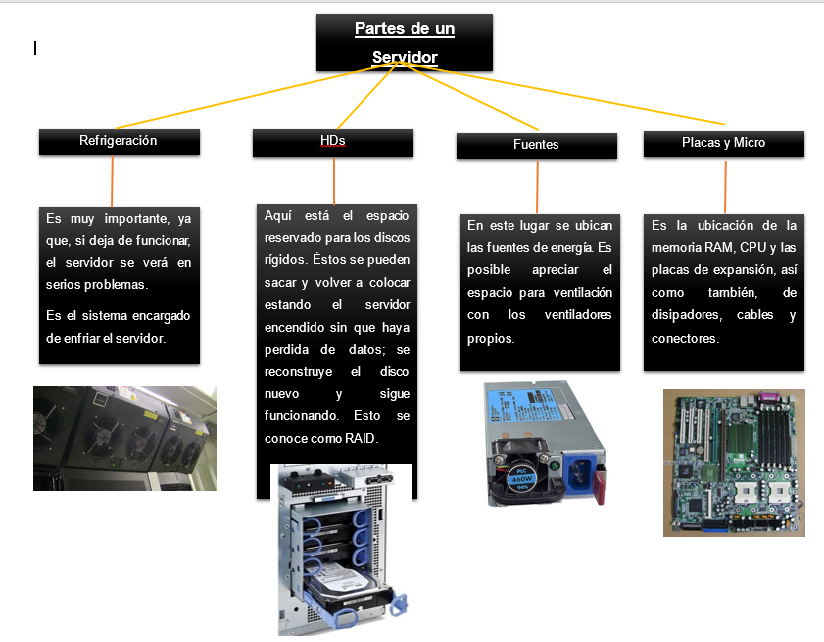 Partes de un
Servidor
Refrigeración
HDs
Fuentes
Placas y Micro
Es muy importante, ya
que, si deja de funcionar,
el servidor se verá en
serios problemas.
Es el sistema encargado
de enfriar el servidor.
Aquí está el espacio
reservado para los discos
rígidos. Éstos se pueden
sacar y volver a colocar
estando el servidor
encendido sin que haya
perdida de datos; se
reconstruye el disco
nuevo y sigue
funcionando. Esto se
conoce como RAID.
En este lugar se ubican
las fuentes de energía. Es
posible apreciar el
espacio para ventilación
con los ventiladores
propios.
Es la ubicación de la
memoria RAM, CPU y las
placas de expansión, así
como también, de
disipadores, cables y
conectores.
PLC
460W
94%